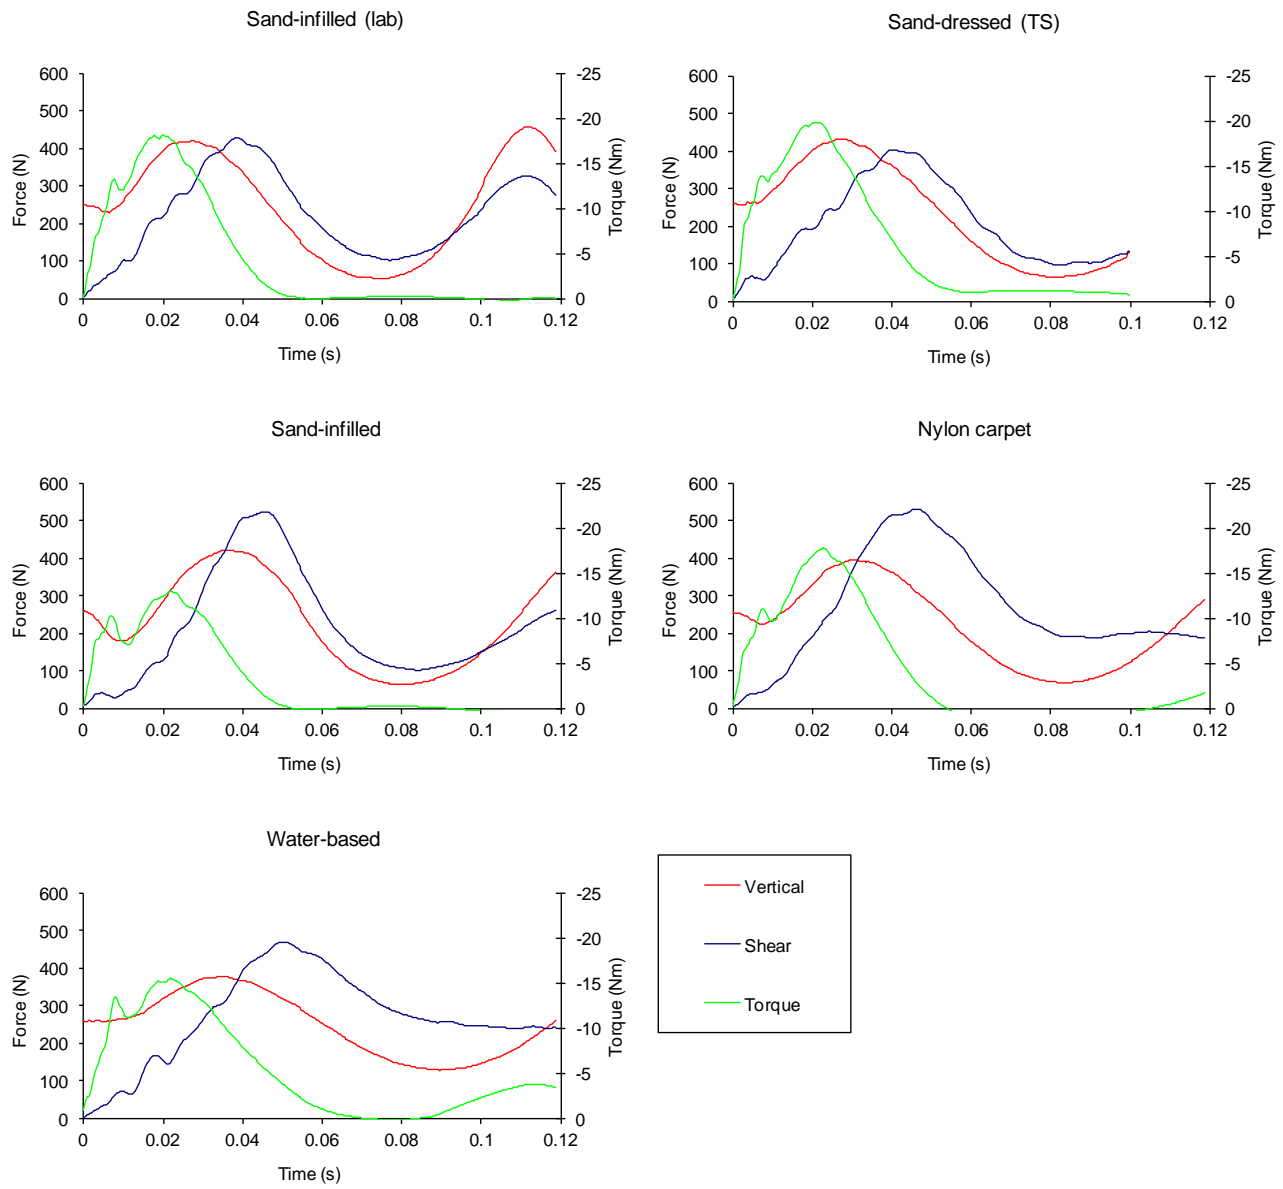 Sand-infilled (lab)
600
500
400
300
200
100
0
Force (N)
-25
-20
-15
-10
-5
0
Torque (Nm)
0 0.02 0.04 0.06 0.08 0.1 0.12
Time (s)
Sand-dressed (TS)
600
500
400
300
200
100
0
Force (N)
-25
-20
-15
-10
-5
0
Torque (Nm)
0 0.02 0.04 0.06 0.08 0.1 0.12
Time (s)
Sand-infilled
600
500
400
300
200
100
0
Force (N)
-25
-20
-15
-10
-5
0
Torque (Nm)
0 0.02 0.04 0.06 0.08 0.1 0.12
Time (s)
Nylon carpet
600
500
400
300
200
100
0
Force (N)
-25
-20
-15
-10
-5
0
Torque (Nm)
0 0.02 0.04 0.06 0.08 0.1 0.12
Time (s)
Water-based
600
500
400
300
200
100
0
Force (N)
-25
-20
-15
-10
-5
0
Torque (Nm)
0 0.02 0.04 0.06 0.08 0.1 0.12
Time (s)
Vertical
Shear
Torque